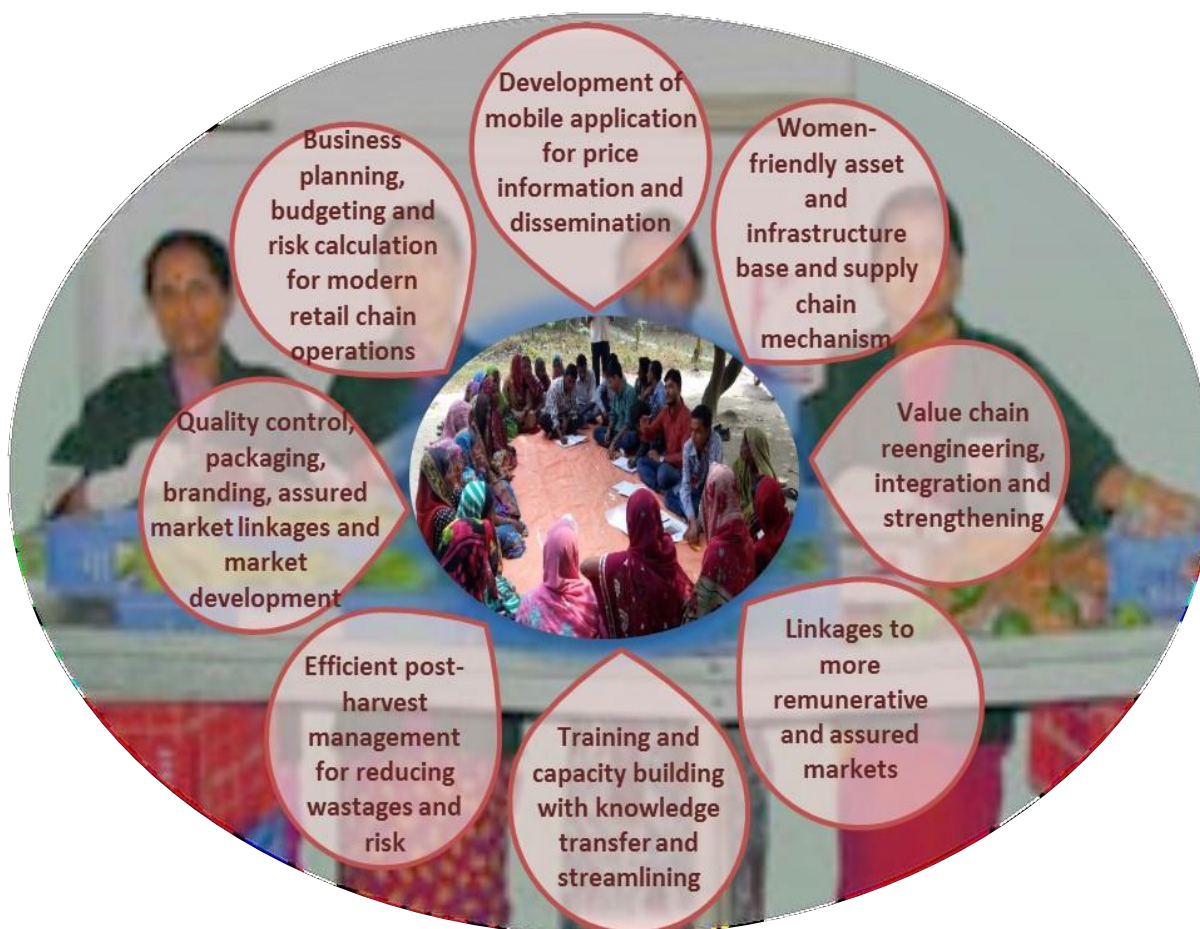 Development of
mobile application
for price
information and
dissemination
Women-
friendly asset
and
infrastructure
base and supply
chain
mechanism
Value chain
reengineering,
integration and
strengthening
Linkages to
more
remunerative
and assured
markets
Training and
capacity building
with knowledge
transfer and
streamlining
Efficient post-
harvest
management
for reducing
wastages and
risk
Quality control,
packaging,
branding, assured
market linkages and
market
development
Business
planning,
budgeting and
risk calculation
for modern
retail chain
operations